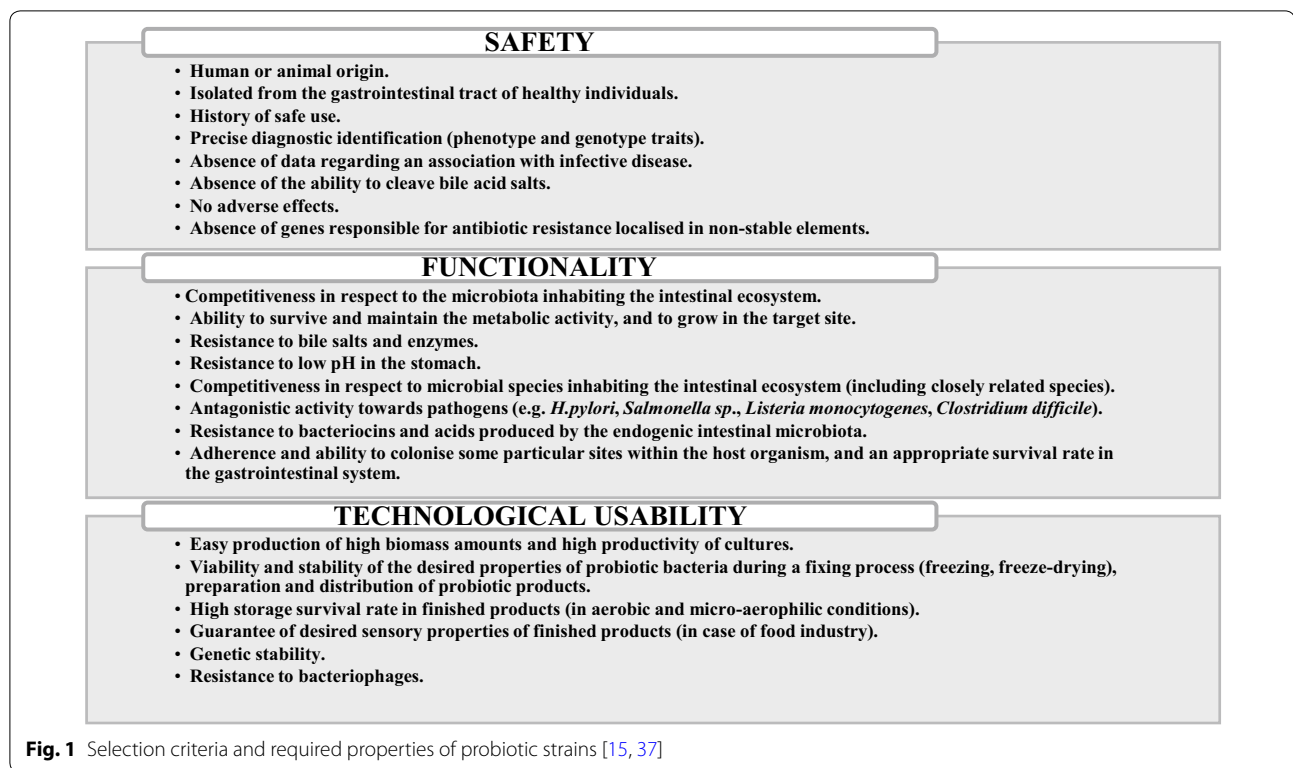 SAFETY
• Human or animal origin.
• Isolated from the gastrointestinal tract of healthy individuals.
• History of safe use.
• Precise diagnostic identification (phenotype and genotype traits).
• Absence of data regarding an association with infective disease.
• Absence of the ability to cleave bile acid salts.
• No adverse effects.
• Absence of genes responsible for antibiotic resistance localised in non-stable elements.
FUNCTIONALITY
• Competitiveness in respect to the microbiota inhabiting the intestinal ecosystem.
• Ability to survive and maintain the metabolic activity, and to grow in the target site.
• Resistance to bile salts and enzymes.
• Resistance to low pH in the stomach.
• Competitiveness in respect to microbial species inhabiting the intestinal ecosystem (including closely related species).
• Antagonistic activity towards pathogens (e.g. H.pylori, Salmonella sp., Listeria monocytogenes, Clostridium difficile).
• Resistance to bacteriocins and acids produced by the endogenic intestinal microbiota.
• Adherence and ability to colonise some particular sites within the host organism, and an appropriate survival rate in
the gastrointestinal system.
TECHNOLOGICAL USABILITY
• Easy production of high biomass amounts and high productivity of cultures.
• Viability and stability of the desired properties of probiotic bacteria during a fixing process (freezing, freeze-drying),
preparation and distribution of probiotic products.
• High storage survival rate in finished products (in aerobic and micro-aerophilic conditions).
• Guarantee of desired sensory properties of finished products (in case of food industry).
• Genetic stability.
• Resistance to bacteriophages.
Fig. 1 Selection criteria and required properties of probiotic strains [15, 37]